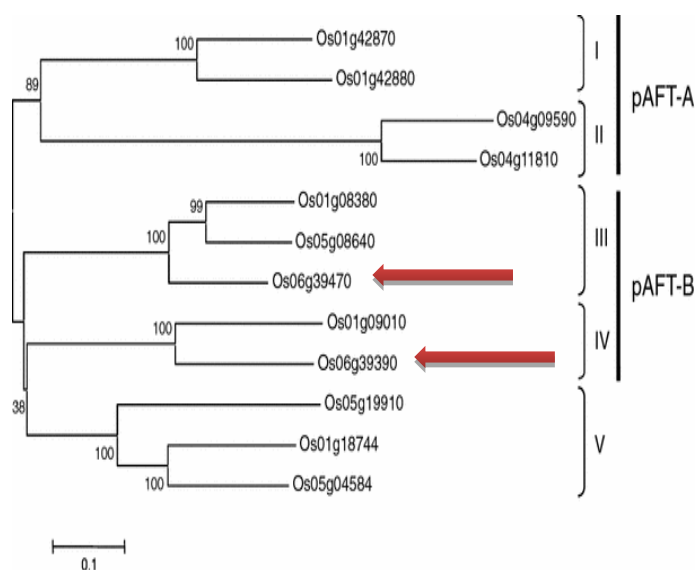 100
Os01g42870
Os01g42880
I
89
Os04g09590
100
Os04g11810
II
pAFT-A
99
Os01g08380
Os05g08640
100
Os06g39470
III
pAFT-B
100
Os01g09010
Os06g39390
IV
38
Os05g19910
100
Os01g18744
100
Os05g04584
V
0.1